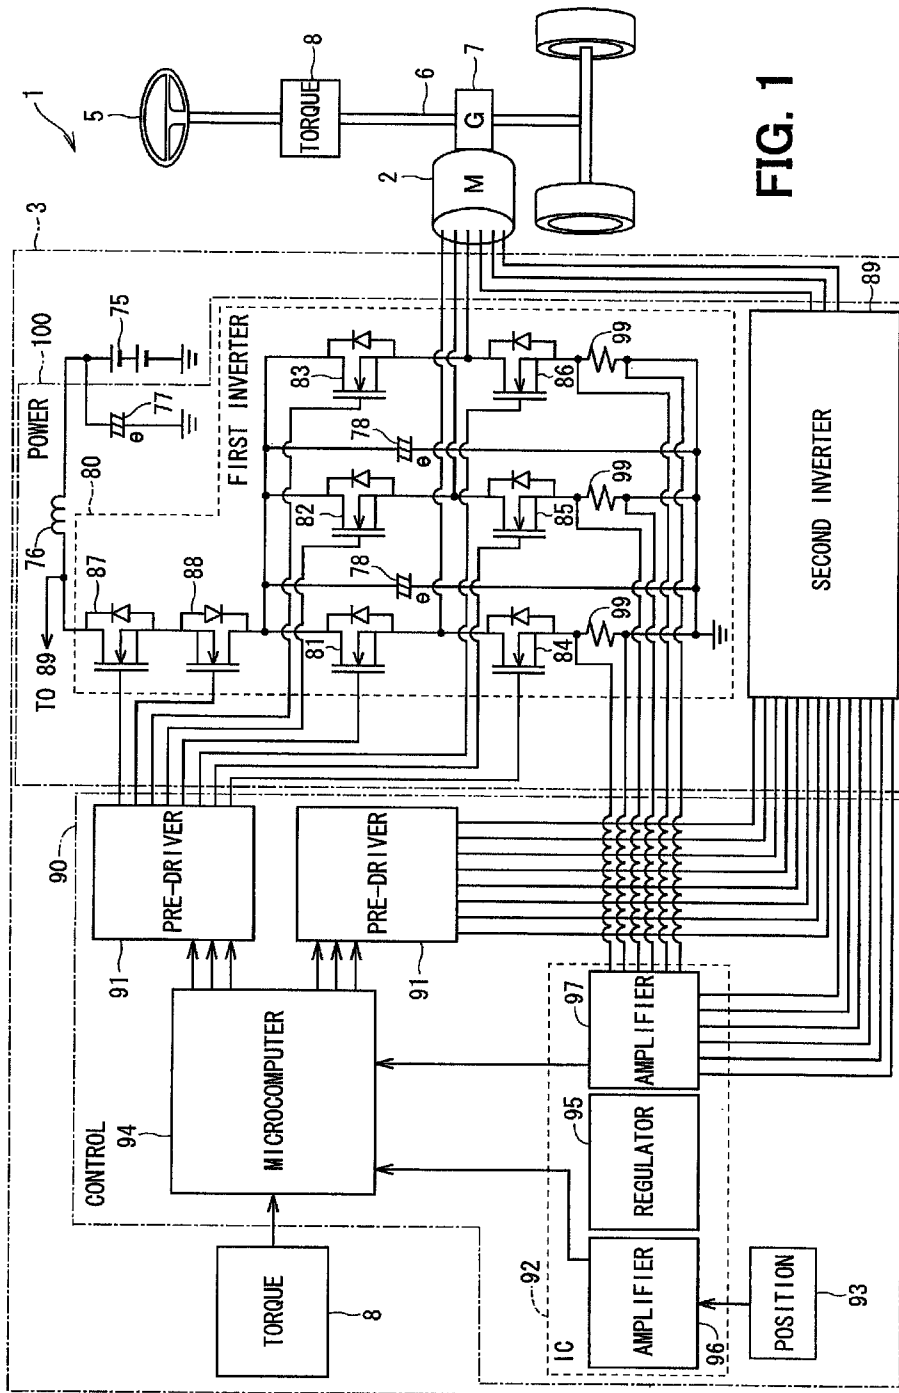 FIG. 1
1
5
8
TORQUE
6
7
G
2
M
3
100
POWER
75
77
⊖
76
TO 89
80
FIRST INVERTER
87
88
83
82
81
78
⊖
78
⊖
86
85
84
99
99
99
89
SECOND INVERTER
90
CONTROL
PRE-DRIVER
91
PRE-DRIVER
91
94
MICROCOMPUTER
TORQUE
8
92
IC
97
AMPLIFIER
95
REGULATOR
AMPLIFIER
96
POSITION
93